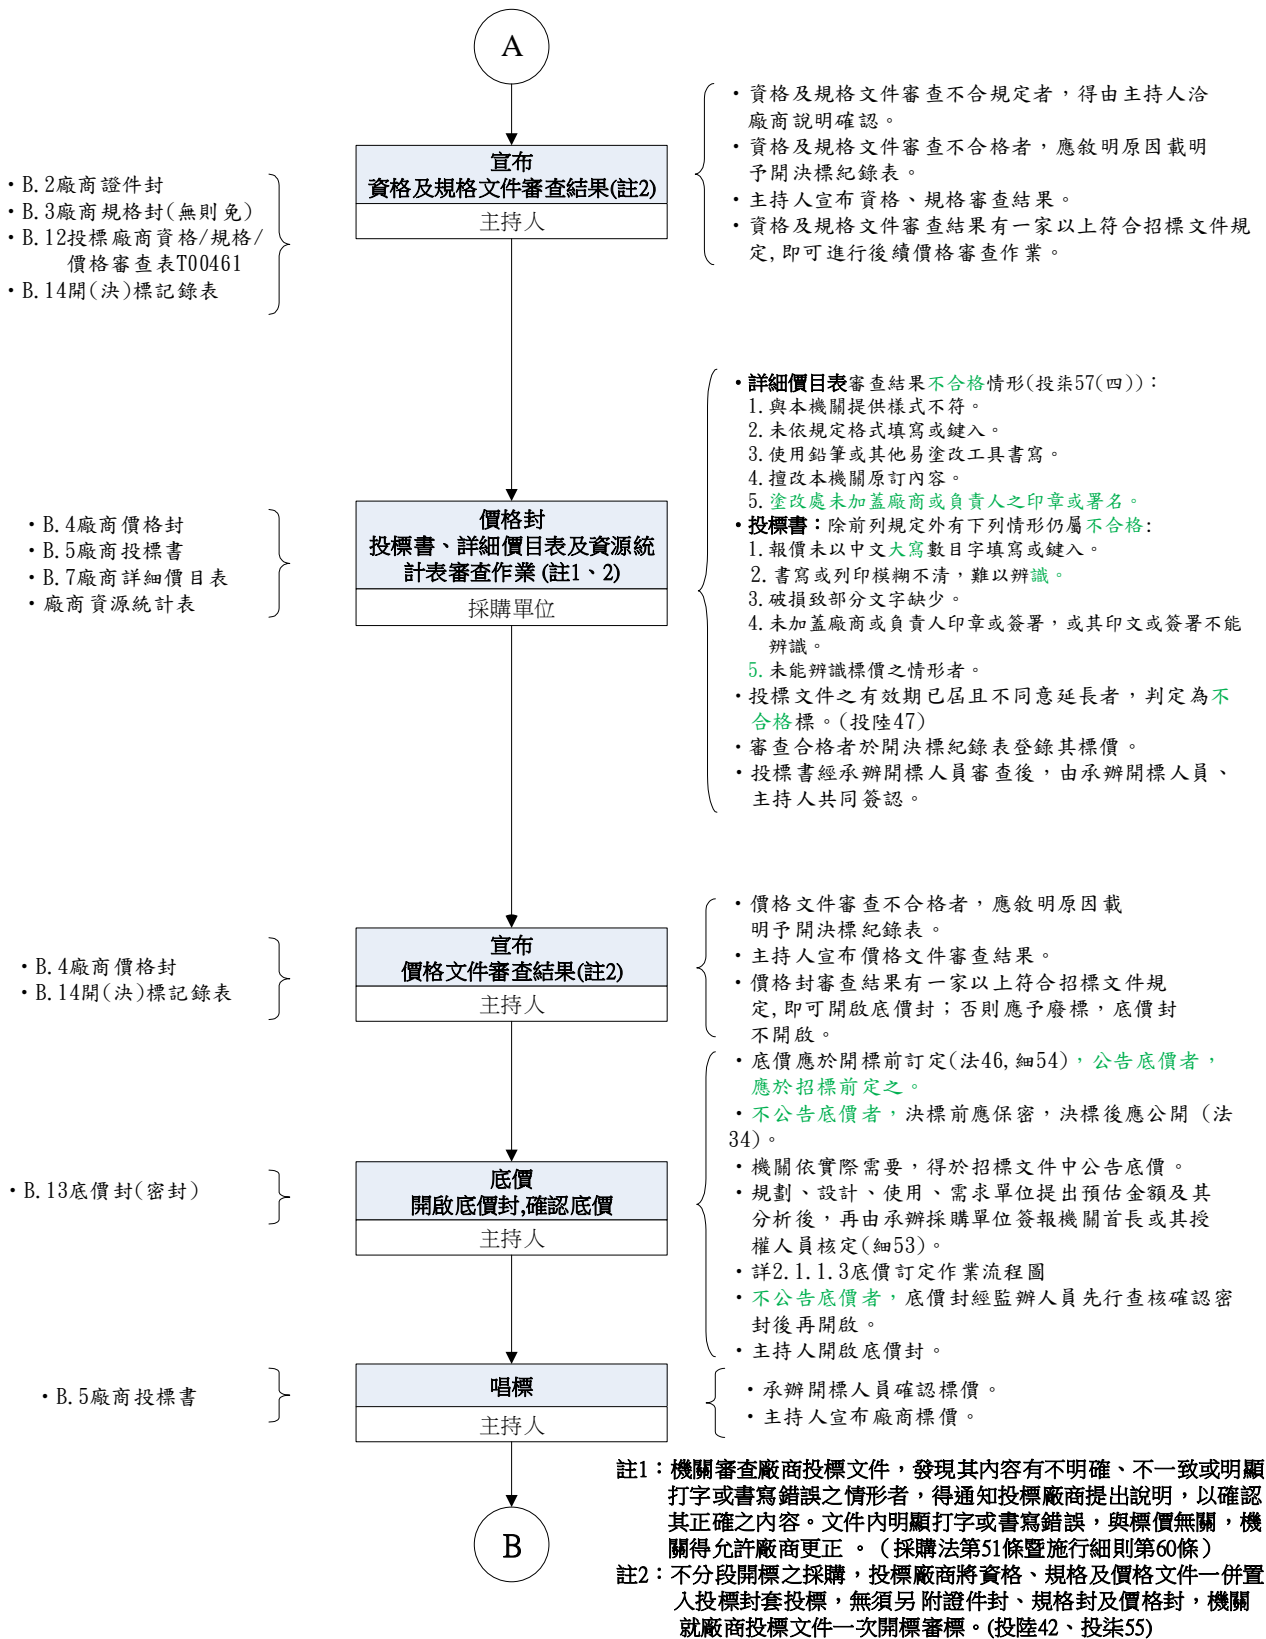 A
宣布
資格及規格文件審查結果(註2)
主持人
・B.2廠商證件封
・B.3廠商規格封(無則免)
・B.12投標廠商資格/規格/
價格審查表T00461
・B.14開(決)標記錄表
・資格及規格文件審查不合規定者，得由主持人洽
廠商說明確認。
・資格及規格文件審查不合格者，應敘明原因載明
予開決標紀錄表。
・主持人宣布資格、規格審查結果。
・資格及規格文件審查結果有一家以上符合招標文件規
定,即可進行後續價格審查作業。
價格封
投標書、詳細價目表及資源統
計表審查作業(註1、2)
採購單位
・B.4廠商價格封
・B.5廠商投標書
・B.7廠商詳細價目表
・廠商資源統計表
・詳細價目表審查結果不合格情形(投柒57(四))：
1.與本機關提供樣式不符。
2.未依規定格式填寫或鍵入。
3.使用鉛筆或其他易塗改工具書寫。
4.擅改本機關原訂內容。
5.塗改處未加蓋廠商或負責人之印章或署名。
・投標書：除前列規定外有下列情形仍屬不合格:
1.報價未以中文大寫數目字填寫或鍵入。
2.書寫或列印模糊不清，難以辨識。
3.破損致部分文字缺少。
4.未加蓋廠商或負責人印章或簽署，或其印文或簽署不能
辨識。
5.未能辨識標價之情形者。
・投標文件之有效期已屆且不同意延長者，判定為不
合格標。(投陸47)
・審查合格者於開決標紀錄表登錄其標價。
・投標書經承辦開標人員審查後，由承辦開標人員、
主持人共同簽認。
宣布
價格文件審查結果(註2)
主持人
・B.4廠商價格封
・B.14開(決)標記錄表
・價格文件審查不合格者，應敘明原因載
明予開決標紀錄表。
・主持人宣布價格文件審查結果。
・價格封審查結果有一家以上符合招標文件規
定,即可開啟底價封；否則應予廢標，底價封
不開啟。
底價
開啟底價封,確認底價
主持人
・B.13底價封(密封)
・底價應於開標前訂定(法46,細54)，公告底價者，
應於招標前定之。
・不公告底價者，決標前應保密，決標後應公開 (法
34)。
・機關依實際需要，得於招標文件中公告底價。
・規劃、設計、使用、需求單位提出預估金額及其
分析後，再由承辦採購單位簽報機關首長或其授
權人員核定(細53)。
・詳2.1.1.3底價訂定作業流程圖
・不公告底價者，底價封經監辦人員先行查核確認密
封後再開啟。
・主持人開啟底價封。
唱標
主持人
・B.5廠商投標書
・承辦開標人員確認標價。
・主持人宣布廠商標價。
B
註1：機關審查廠商投標文件，發現其內容有不明確、不一致或明顯
打字或書寫錯誤之情形者，得通知投標廠商提出說明，以確認
其正確之內容。文件內明顯打字或書寫錯誤，與標價無關，機
關得允許廠商更正 。（採購法第51條暨施行細則第60條）
註2：不分段開標之採購，投標廠商將資格、規格及價格文件一併置
入投標封套投標，無須另附證件封、規格封及價格封，機關
就廠商投標文件一次開標審標。(投陸42、投柒55)